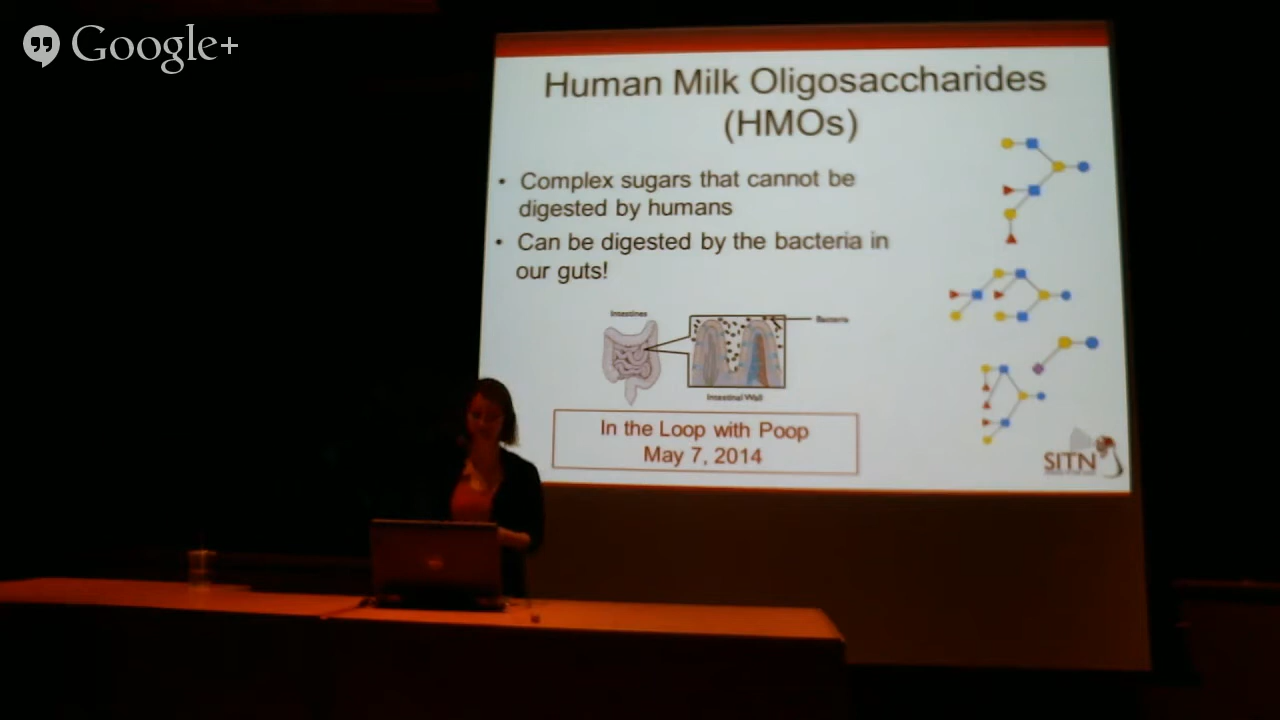 Google+
Human Milk Oligosaccharides
(HMOs)
• Complex sugars that cannot be
digested by humans
• Can be digested by the bacteria in
our guts!
Intestines
Bacteria
Intestinal Wall
In the Loop with Poop
May 7, 2014
SITN